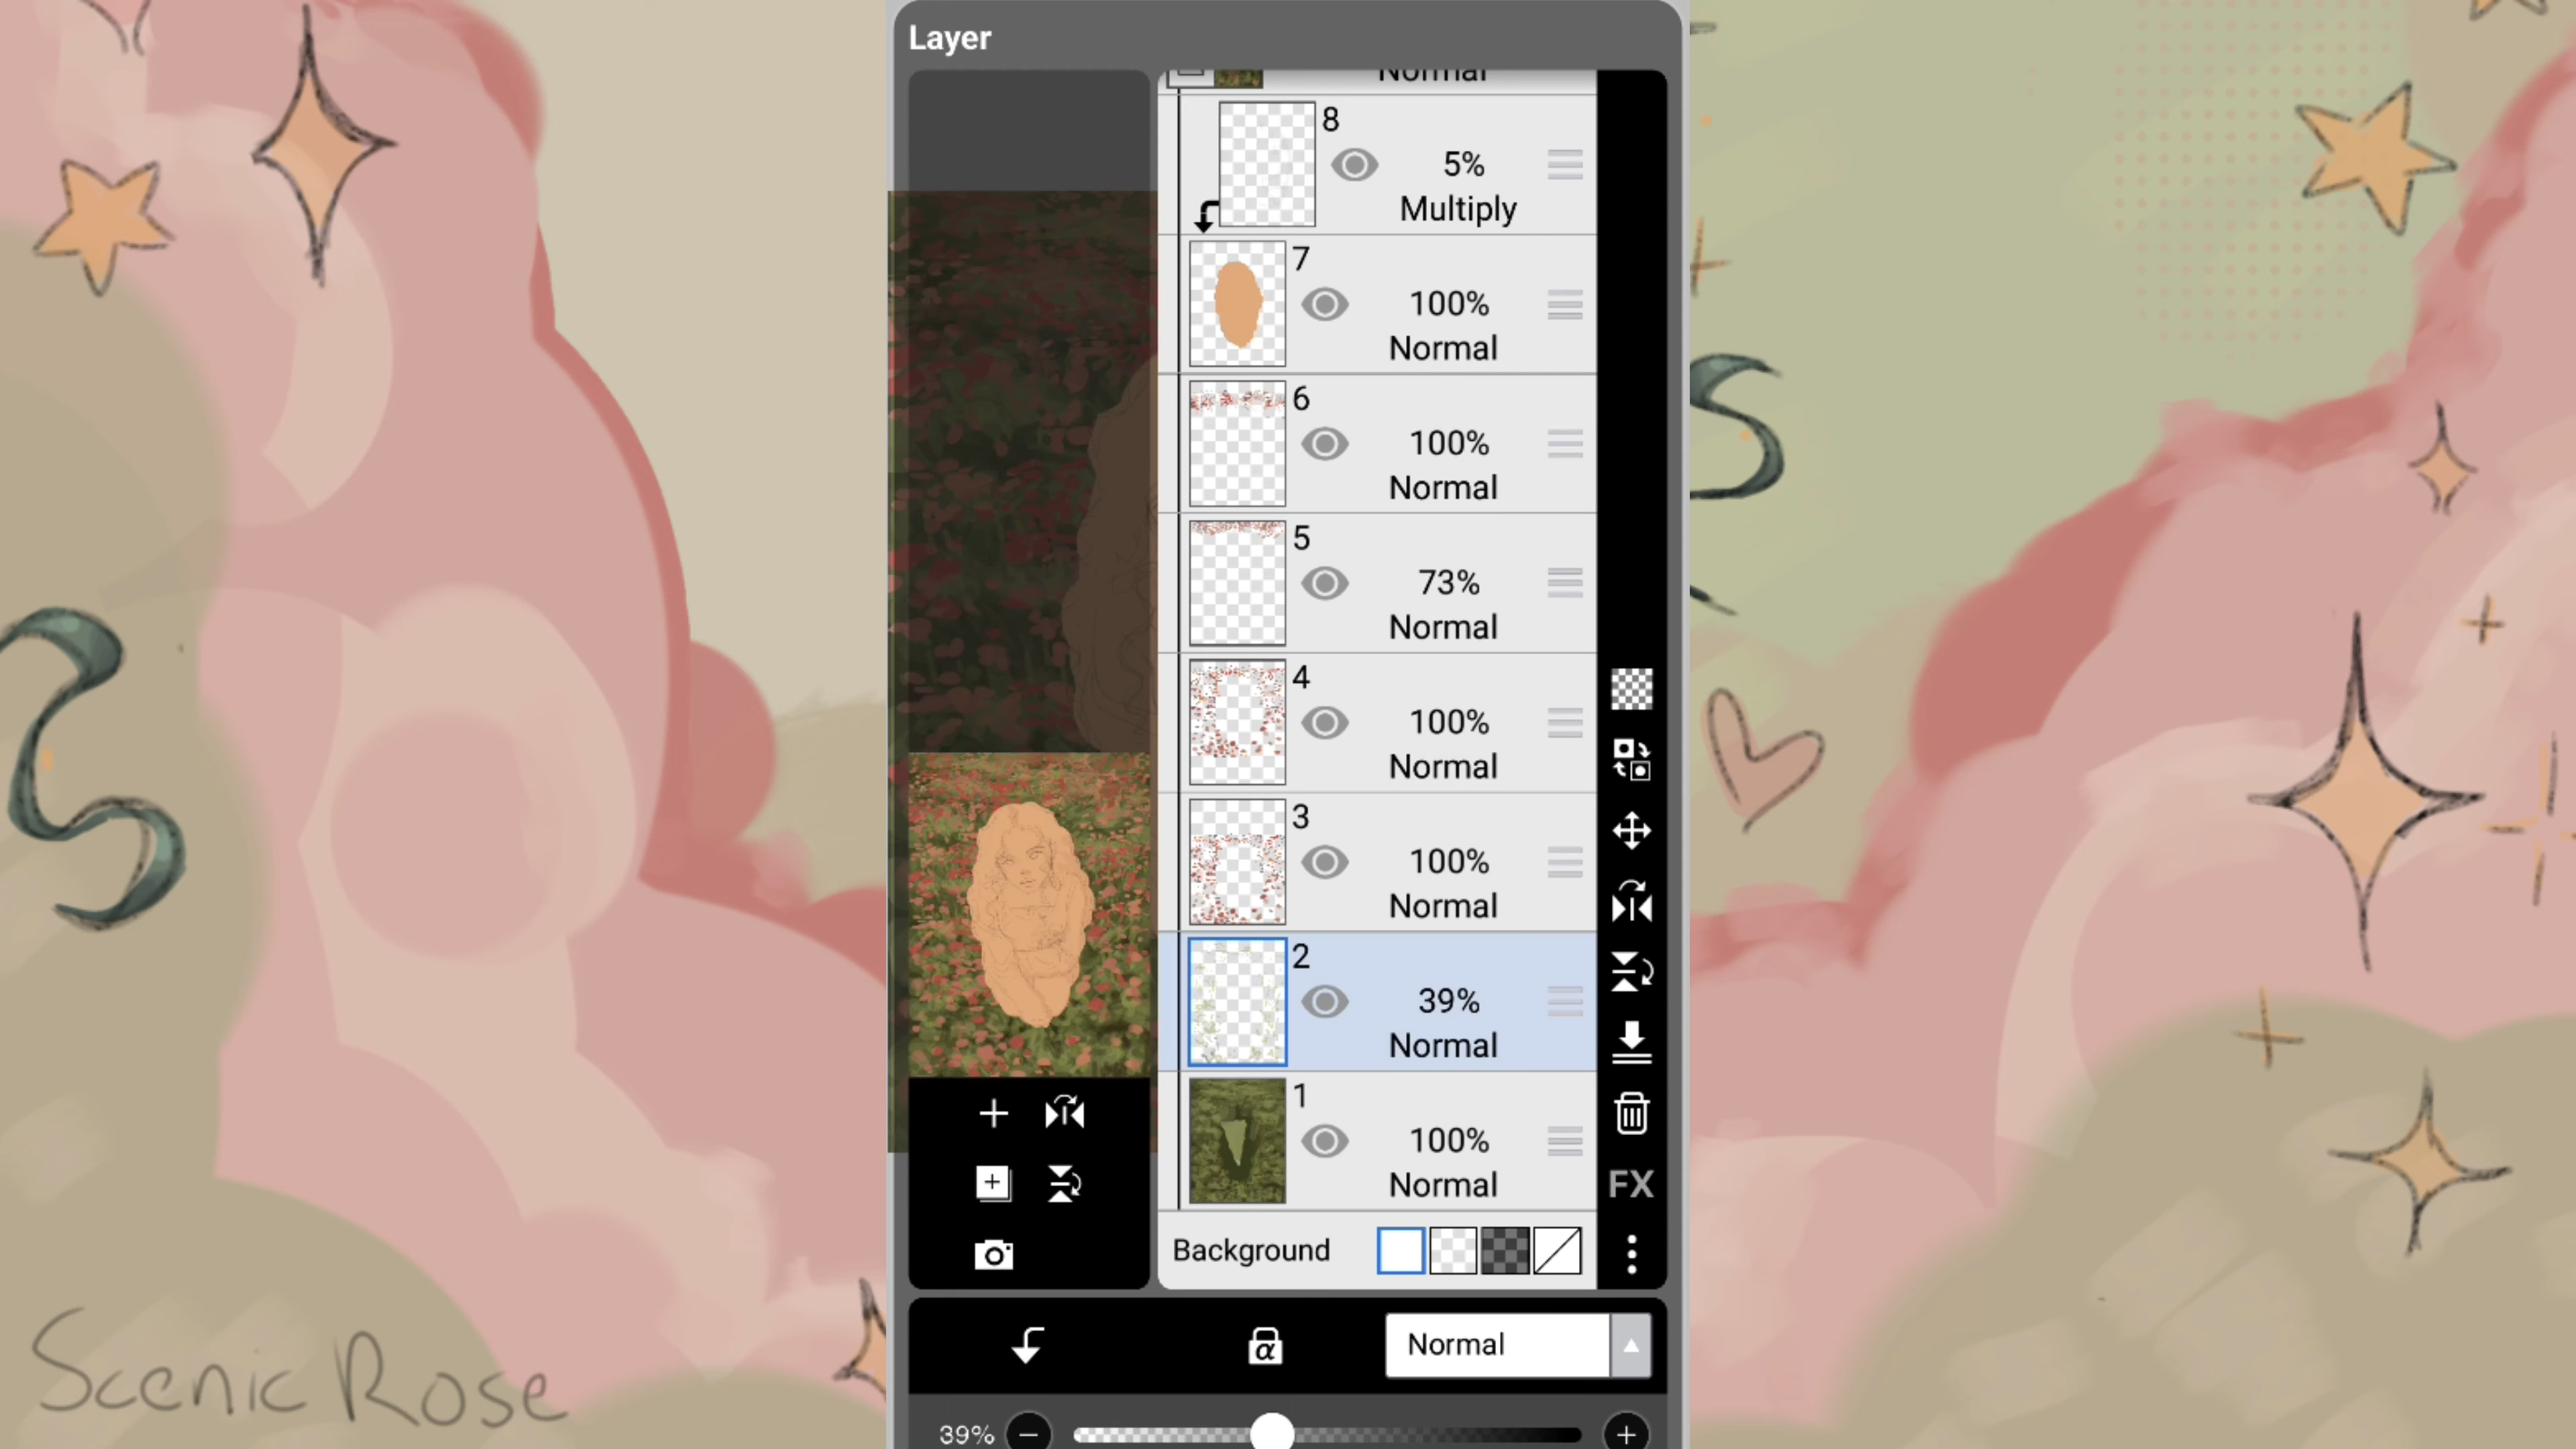 Layer
Normal
8
5%
Multiply
7
100%
Normal
6
100%
Normal
5
73%
Normal
4
100%
Normal
3
100%
Normal
2
39%
Normal
1
100%
Normal
FX
Background
α
Normal
39%
Scenic Rose